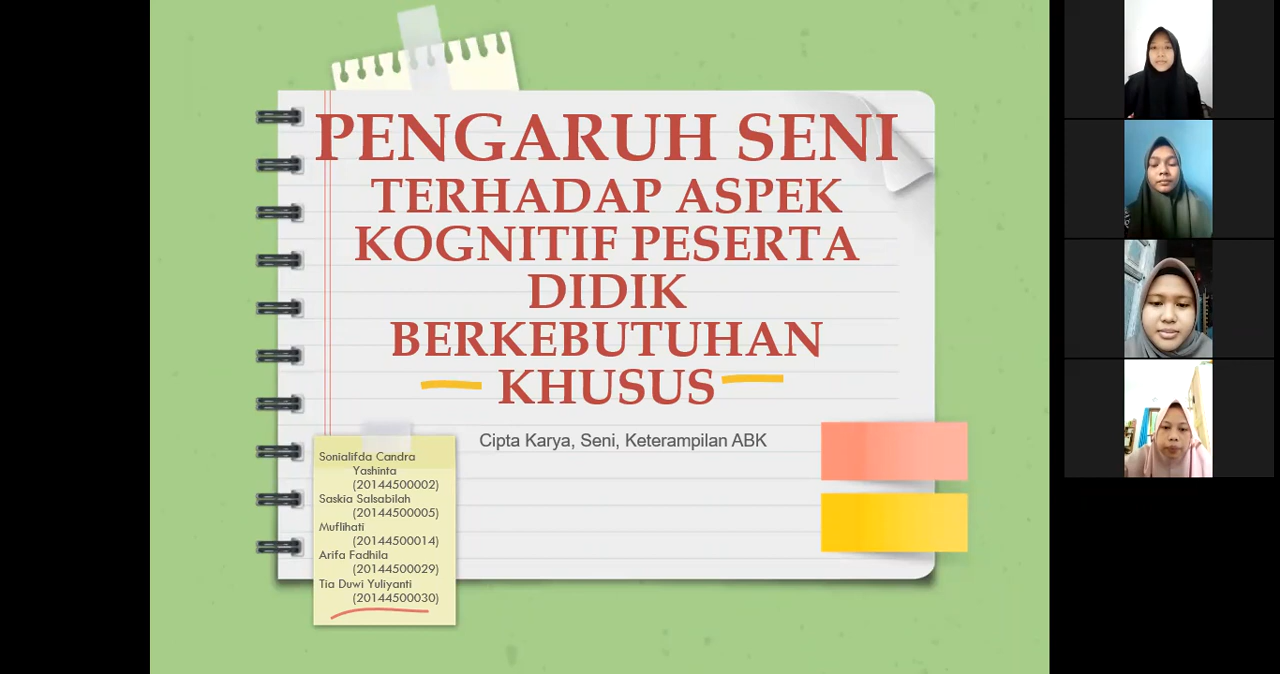 PENGARUH SENI
TERHADAP ASPEK
KOGNITIF PESERTA
DIDIK
BERKEBUTUHAN
KHUSUS
Cipta Karya, Seni, Keterampilan ABK
Sonialifda Candra
Yashinta
(20144500002)
Saskia Salsabilah
(20144500005)
Muflihati
(20144500014)
Arifa Fadhila
(20144500029)
Tia Duwi Yuliyanti
(20144500030)